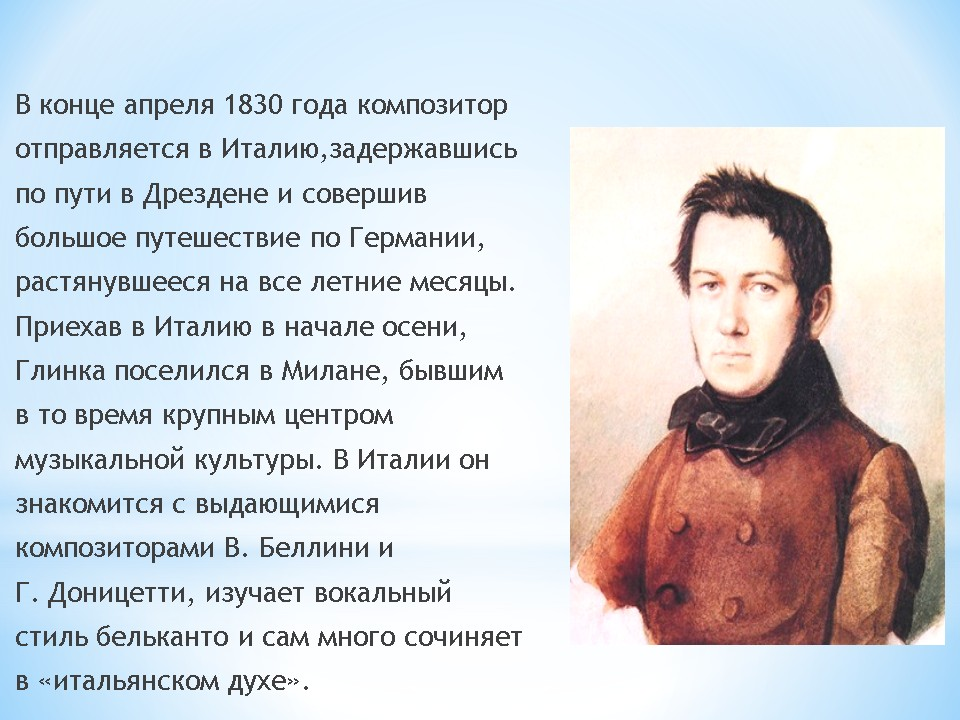 В конце апреля 1830 года композитор
отправляется в Италию,задержавшись
по пути в Дрездене и совершив
большое путешествие по Германии,
растянувшееся на все летние месяцы.
Приехав в Италию в начале осени,
Глинка поселился в Милане, бывшим
в то время крупным центром
музыкальной культуры. В Италии он
знакомится с выдающимися
композиторами В. Беллини и
Г. Доницетти, изучает вокальный
стиль бельканто и сам много сочиняет
в «итальянском духе».